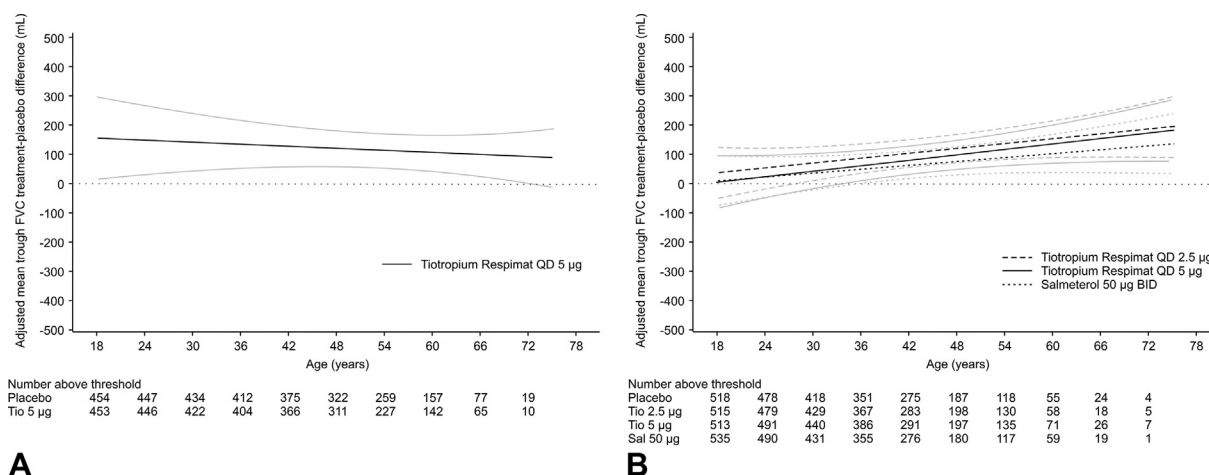 Adjusted mean trough FVC treatment-placebo difference (mL)
500
400
300
200
100
0
-100
-200
-300
-400
-500
Tiotropium Respimat QD 5 µg
18 24 30 36 42 48 54 60 66 72 78
Age (years)
Number above threshold
Placebo 454 447 434 412 375 322 259 157 77 19
Tio 5 µg 453 446 422 404 366 311 227 142 65 10
A
Adjusted mean trough FVC treatment-placebo difference (mL)
500
400
300
200
100
0
-100
-200
-300
-400
-500
Tiotropium Respimat QD 2.5 µg
Tiotropium Respimat QD 5 µg
Salmeterol 50 µg BID
18 24 30 36 42 48 54 60 66 72 78
Age (years)
Number above threshold
Placebo 518 478 418 351 275 187 118 55 24 4
Tio 2.5 µg 515 479 429 367 283 198 130 58 18 5
Tio 5 µg 513 491 440 386 291 197 135 71 26 7
Sal 50 µg 535 490 431 355 276 180 117 59 19 1
B